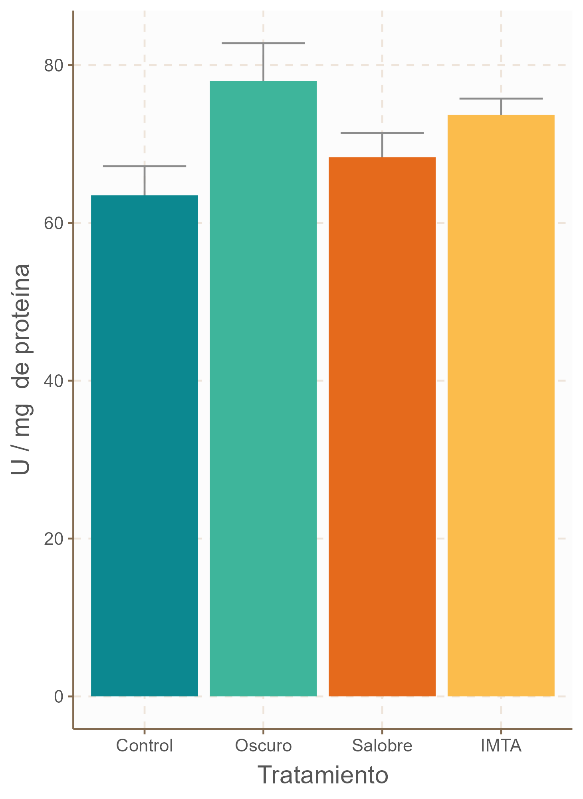 80
60
40
20
0
U / mg  de proteína
Control
Oscuro
Salobre
IMTA
Tratamiento